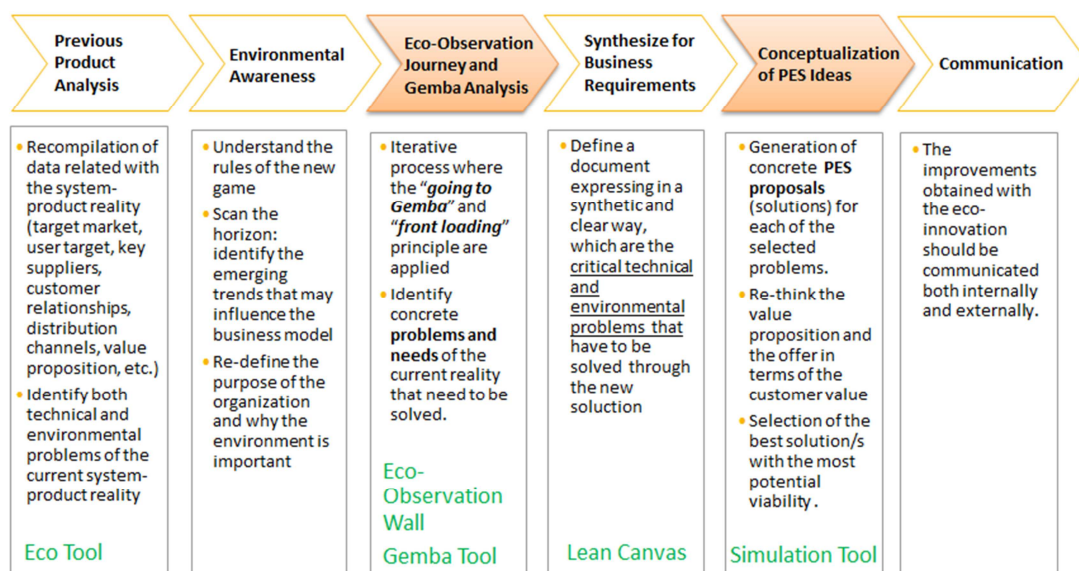 Previous
Product
Analysis
Environmental
Awareness
Eco-Observation
Journey and
Gemba Analysis
Synthesize for
Business
Requirements
Conceptualization
of PES Ideas
Communication
• Recompilation of
data related with
the system-
product reality
(target market,
user target, key
suppliers,
customer
relationships,
distribution
channels, value
proposition, etc.)
• Identify both
technical and
environmental
problems of the
current system-
product reality
Eco Tool
• Understand the
rules of the new
game
• Scan the
horizon:
identify the
emerging
trends that may
influence the
business model
• Re-define the
purpose of the
organization
and why the
environment is
important
• Iterative
process where
the “going to
Gemba” and
“front loading”
principle are
applied
• Identify
concrete
problems and
needs of the
current reality
that need to be
solved.
Eco-
Observation
Wall
Gemba Tool
• Define a
document
expressing in a
synthetic and
clear way,
which are the
critical technical
and
environmental
problems that
have to be
solved through
the new
soluction
Lean Canvas
• Generation of
concrete PES
proposals
(solutions) for
each of the
selected
problems.
• Re-think the
value
proposition and
the offer in
terms of the
customer value
• Selection of the
best solution/s
with the most
potential
viability .
Simulation Tool
• The
improvements
obtained with
the eco-
innovation
should be
communicated
both internally
and externally.